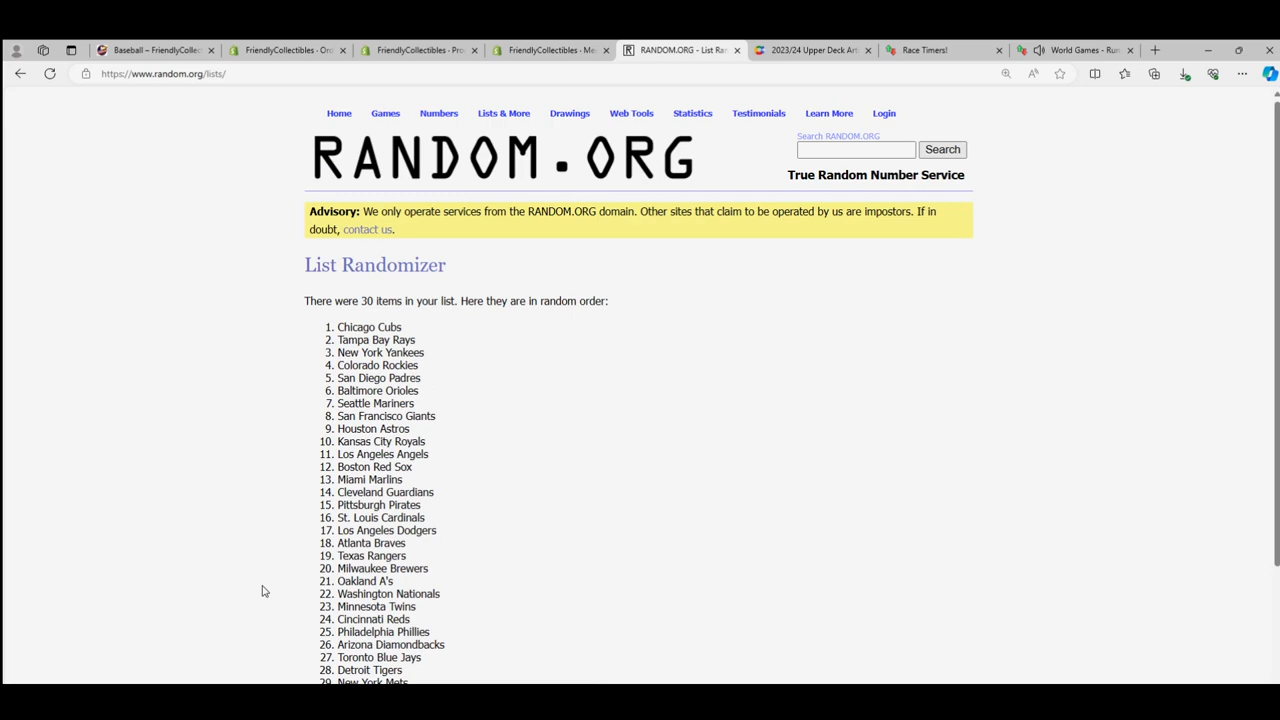 Baseball – FriendlyCollect
FriendlyCollectibles · Or
FriendlyCollectibles · Pro
FriendlyCollectibles · Me
RANDOM.ORG - List Ra
2023/24 Upper Deck Art
Race Timers!
World Games - Run
https://www.random.org/lists/
Home Games Numbers Lists & More Drawings Web Tools Statistics Testimonials Learn More Login
RANDOM.ORG
Search RANDOM.ORG
Search
True Random Number Service
Advisory: We only operate services from the RANDOM.ORG domain. Other sites that claim to be operated by us are impostors. If in
doubt, contact us.
List Randomizer
There were 30 items in your list. Here they are in random order:
1. Chicago Cubs
2. Tampa Bay Rays
3. New York Yankees
4. Colorado Rockies
5. San Diego Padres
6. Baltimore Orioles
7. Seattle Mariners
8. San Francisco Giants
9. Houston Astros
10. Kansas City Royals
11. Los Angeles Angels
12. Boston Red Sox
13. Miami Marlins
14. Cleveland Guardians
15. Pittsburgh Pirates
16. St. Louis Cardinals
17. Los Angeles Dodgers
18. Atlanta Braves
19. Texas Rangers
20. Milwaukee Brewers
21. Oakland A's
22. Washington Nationals
23. Minnesota Twins
24. Cincinnati Reds
25. Philadelphia Phillies
26. Arizona Diamondbacks
27. Toronto Blue Jays
28. Detroit Tigers
29. New York Mets